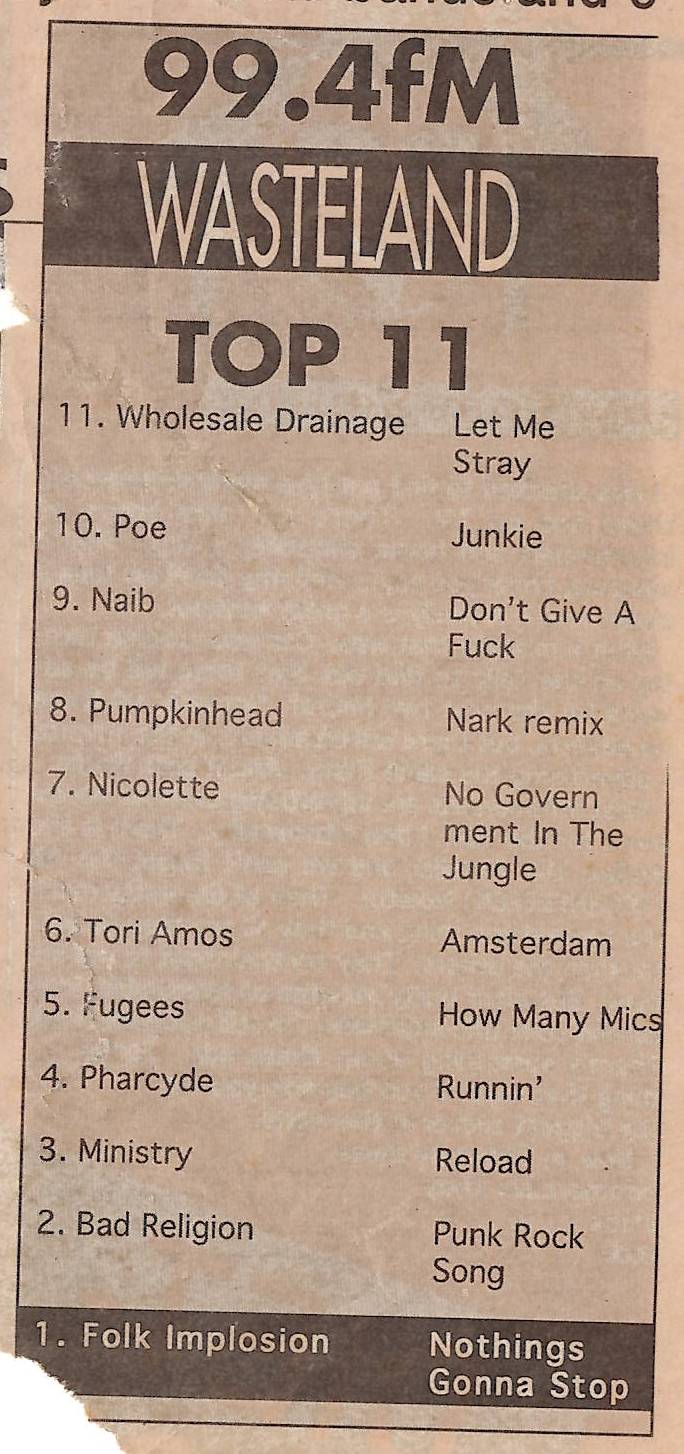 99.4fM
WASTELAND
TOP 11
11. Wholesale Drainage Let Me
Stray
10. Poe Junkie
9. Naib Don't Give A
Fuck
8. Pumpkinhead Nark remix
7. Nicolette No Govern
ment In The
Jungle
6. Tori Amos Amsterdam
5. Fugees How Many Mics
4. Pharcyde Runnin'
3. Ministry Reload
2. Bad Religion Punk Rock
Song
1. Folk Implosion Nothings
Gonna Stop